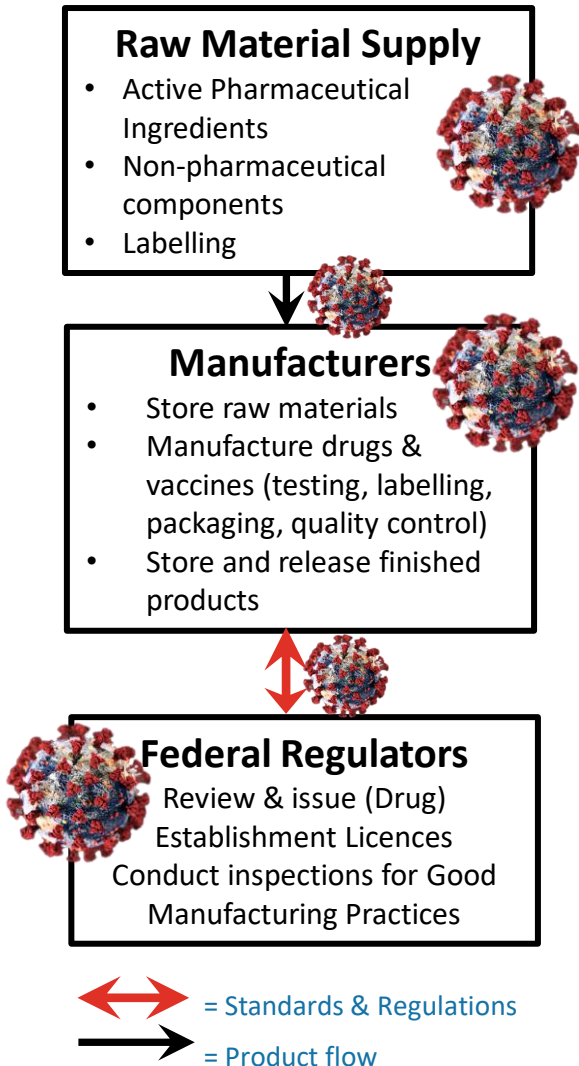 Raw Material Supply
• Active Pharmaceutical
Ingredients
• Non-pharmaceutical
components
• Labelling
Manufacturers
• Store raw materials
• Manufacture drugs &
vaccines (testing, labelling,
packaging, quality control)
• Store and release finished
products
Federal Regulators
Review & issue (Drug)
Establishment Licences
Conduct inspections for Good
Manufacturing Practices
= Standards & Regulations
= Product flow